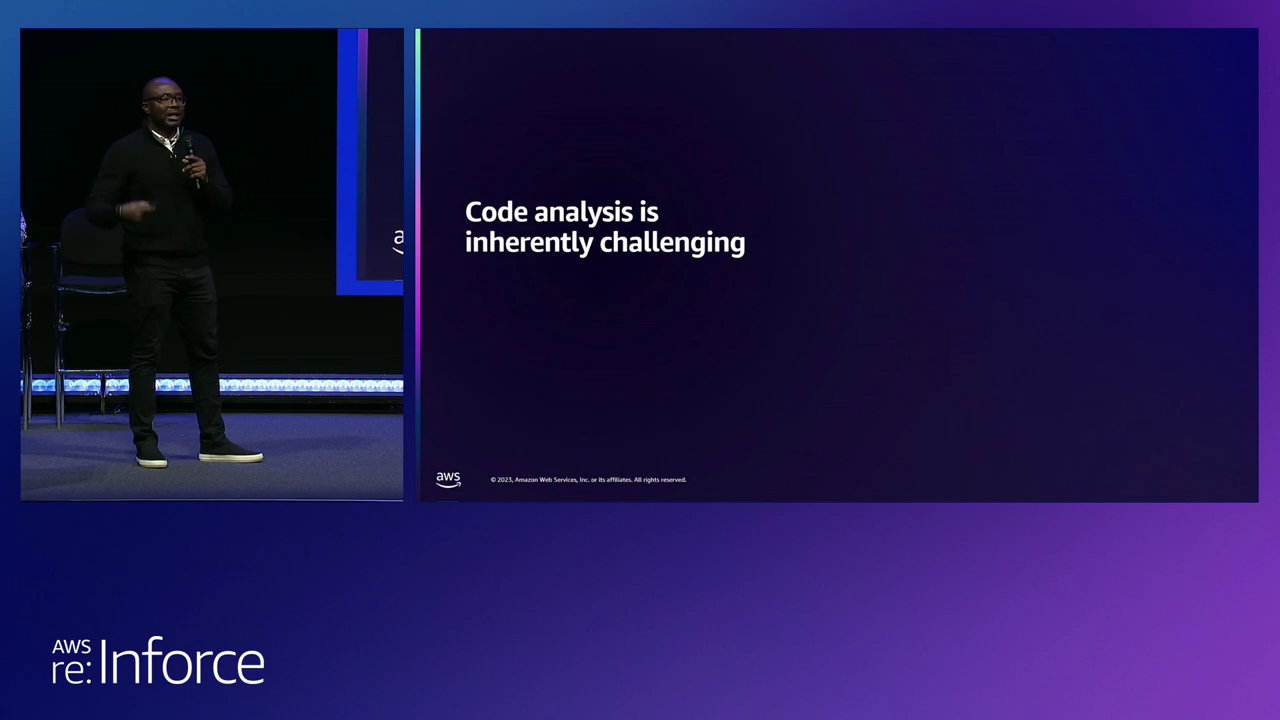 Code analysis is
inherently challenging
aws
© 2023, Amazon Web Services, Inc. or its affiliates. All rights reserved.
AWS
re:Inforce